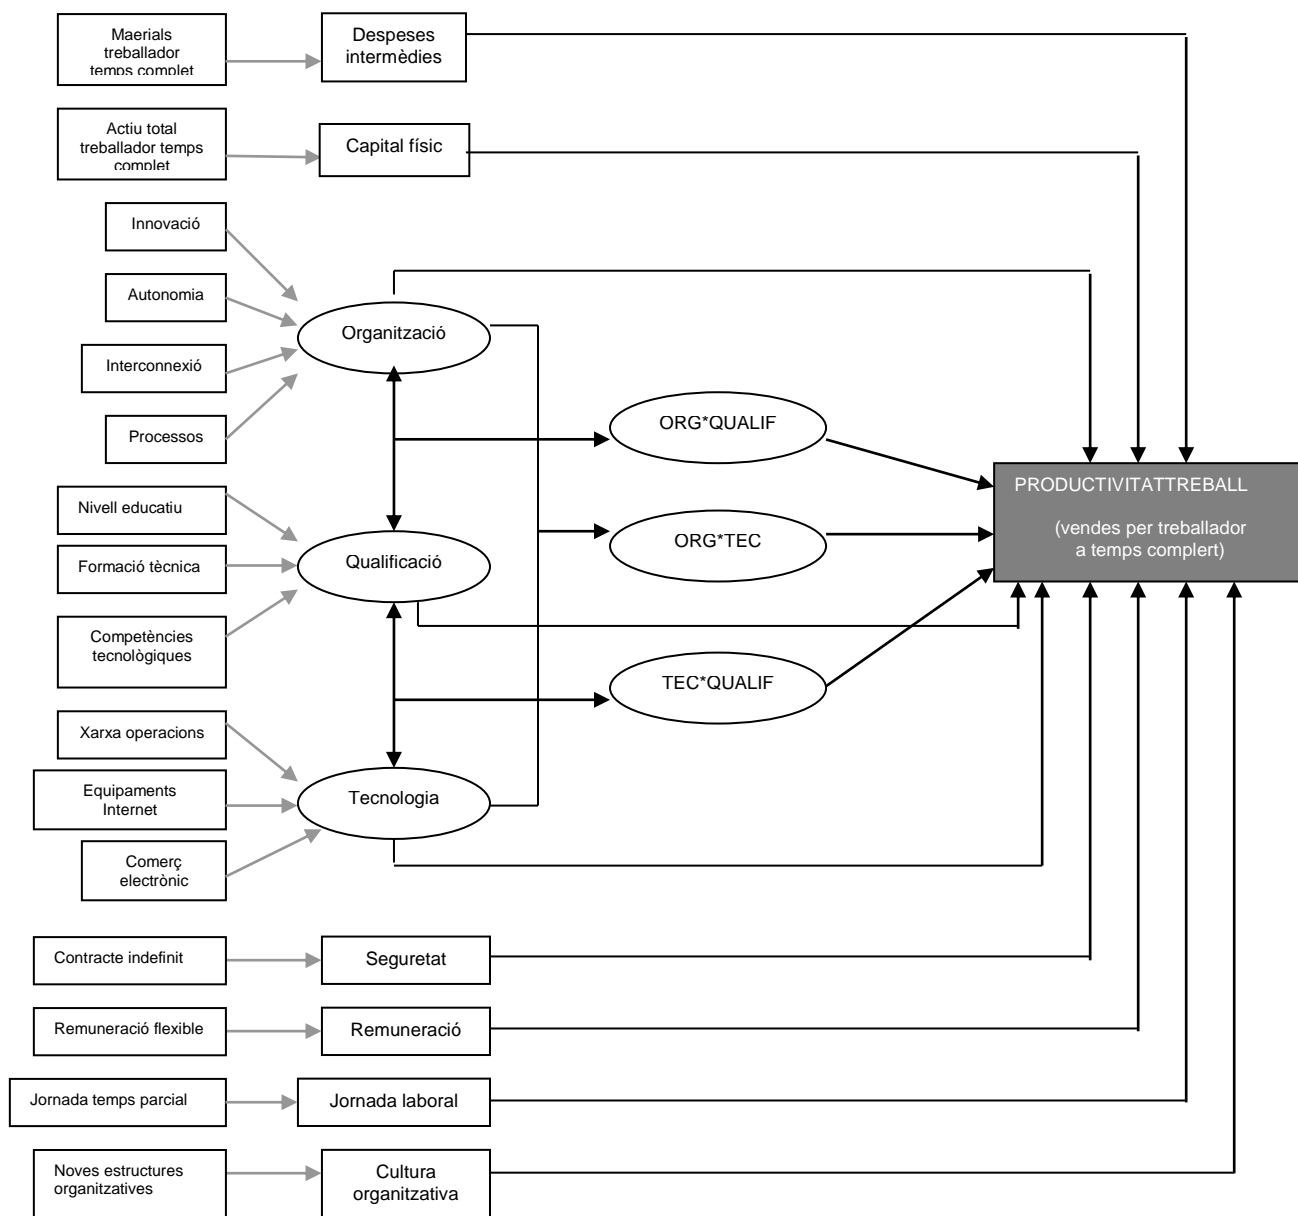 Maerials
treballador
temps complet
Despeses
intermèdies
Actiu total
treballador temps
complet
Capital físic
Innovació
Autonomia
Interconnexió
Processos
Organització
ORG*QUALIF
PRODUCTIVITATTREBALL
(vendes per treballador
a temps complert)
Nivell educatiu
Formació tècnica
Competències
tecnològiques
Qualificació
ORG*TEC
TEC*QUALIF
Xarxa operacions
Equipaments
Internet
Comerç
electrònic
Tecnologia
Contracte indefinit
Seguretat
Remuneració flexible
Remuneració
Jornada temps parcial
Jornada laboral
Noves estructures
organitzatives
Cultura
organitzativa